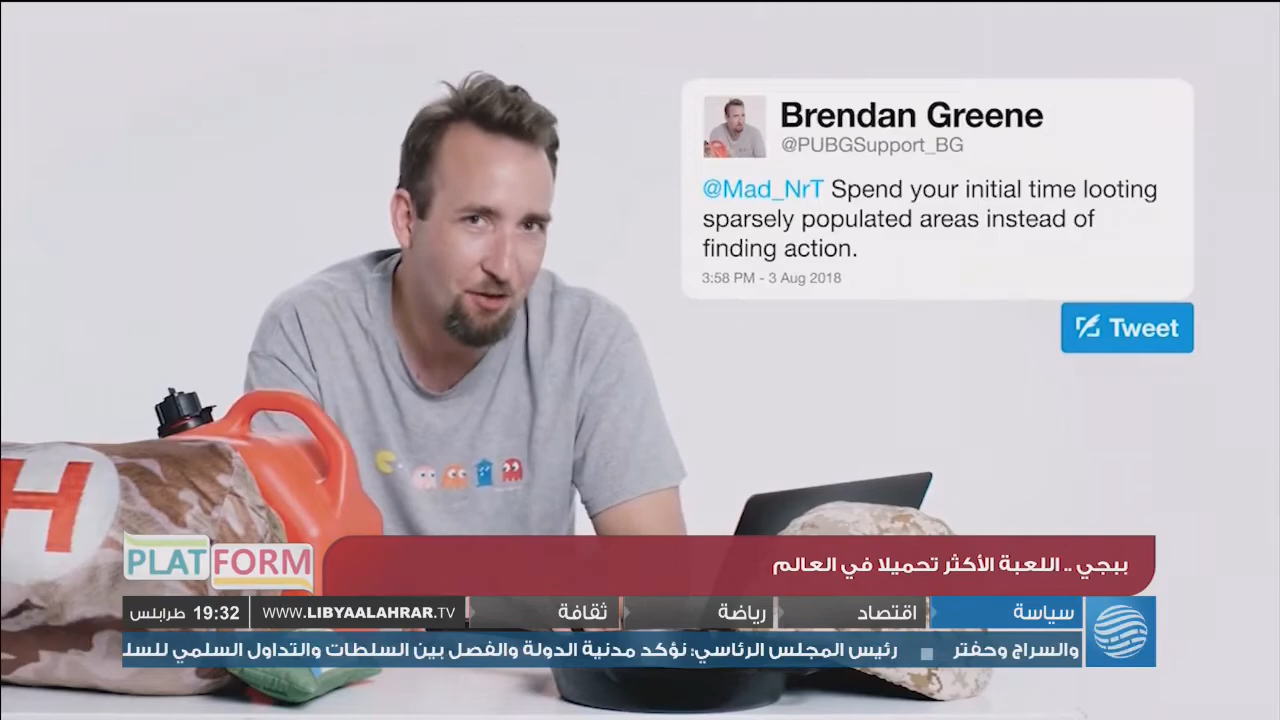 Brendan Greene
@PUBGSupport_BG
@Mad_NrT Spend your initial time looting
sparsely populated areas instead of
finding action.
3:58 PM - 3 Aug 2018
Tweet
H
PLATFORM
ببجي .. اللعبة الأكثر تحميلا في العالم
سياسة
اقتصاد
رياضة
ثقافة
WWW.LIBYAALAHRAR.TV
19:32 طرابلس
والسراج وحفتر ■ رئيس المجلس الرئاسي: نؤكد مدنية الدولة والفصل بين السلطات والتداول السلمي للسلـ